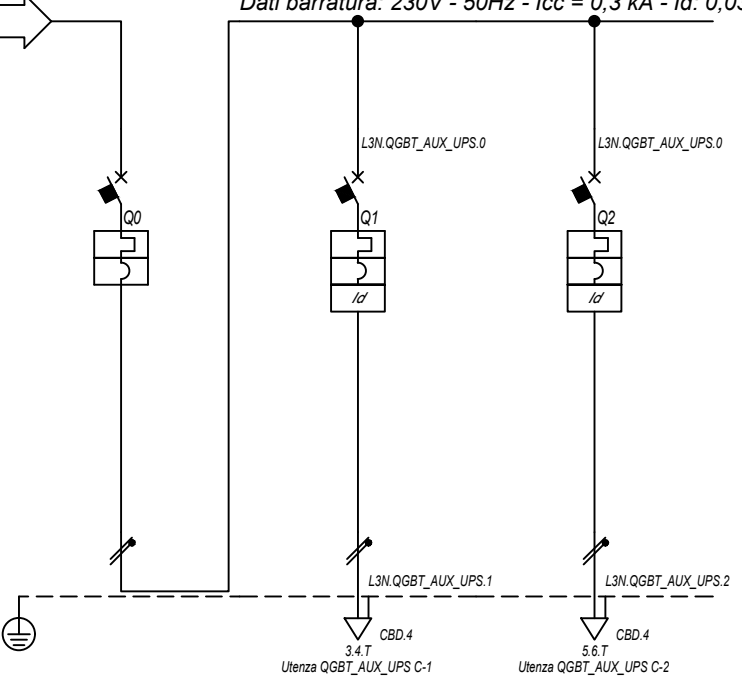 Dati barratura: 230V - 50Hz - Icc = 0,3 kA - Id: 0,03
L3N.QGBT_AUX_UPS.0
L3N.QGBT_AUX_UPS.0
Q0
Q1
Q2
Id
Id
L3N.QGBT_AUX_UPS.1
L3N.QGBT_AUX_UPS.2
CBD.4
CBD.4
3.4.T
5.6.T
Utenza QGBT_AUX_UPS C-1
Utenza QGBT_AUX_UPS C-2